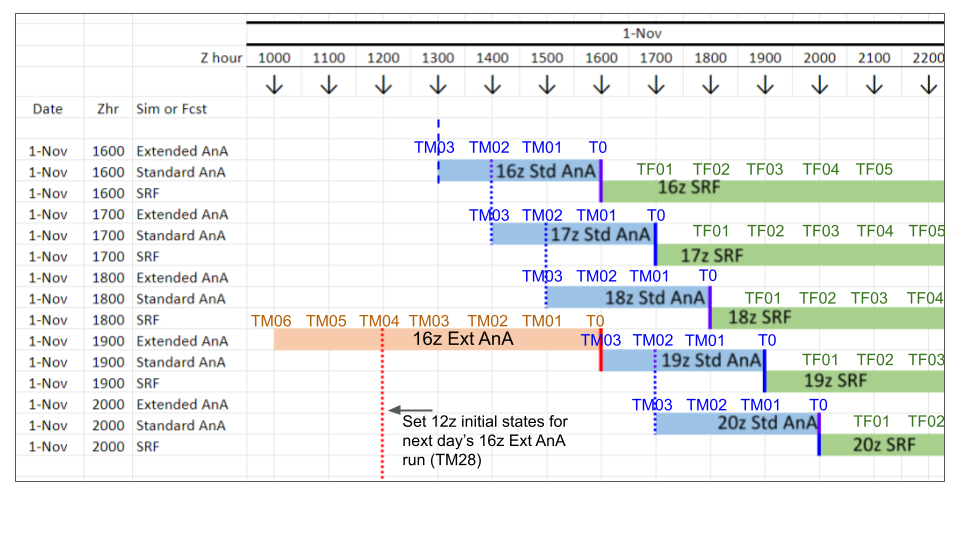 1-Nov
Z hour 1000 1100 1200 1300 1400 1500 1600 1700 1800 1900 2000 2100 2200
Date Zhr Sim or Fcst
TM03 TM02 TM01 T0
1-Nov 1600 Extended AnA
1-Nov 1600 Standard AnA 16z Std AnA TF01 TF02 TF03 TF04 TF05
1-Nov 1600 SRF 16z SRF
1-Nov 1700 Extended AnA TM03 TM02 TM01 T0
1-Nov 1700 Standard AnA 17z Std AnA TF01 TF02 TF03 TF04 TF05
1-Nov 1700 SRF 17z SRF
1-Nov 1800 Extended AnA TM03 TM02 TM01 T0
1-Nov 1800 Standard AnA 18z Std AnA TF01 TF02 TF03 TF04
1-Nov 1800 SRF 18z SRF
TM06 TM05 TM04 TM03 TM02 TM01 T0
1-Nov 1900 Extended AnA 16z Ext AnA TM03 TM02 TM01 T0
1-Nov 1900 Standard AnA 19z Std AnA TF01 TF02 TF03
1-Nov 1900 SRF 19z SRF
1-Nov 2000 Extended AnA TM03 TM02 TM01 T0
1-Nov 2000 Standard AnA 20z Std AnA TF01 TF02
1-Nov 2000 SRF 20z SRF
Set 12z initial states for
next day's 16z Ext AnA
run (TM28)